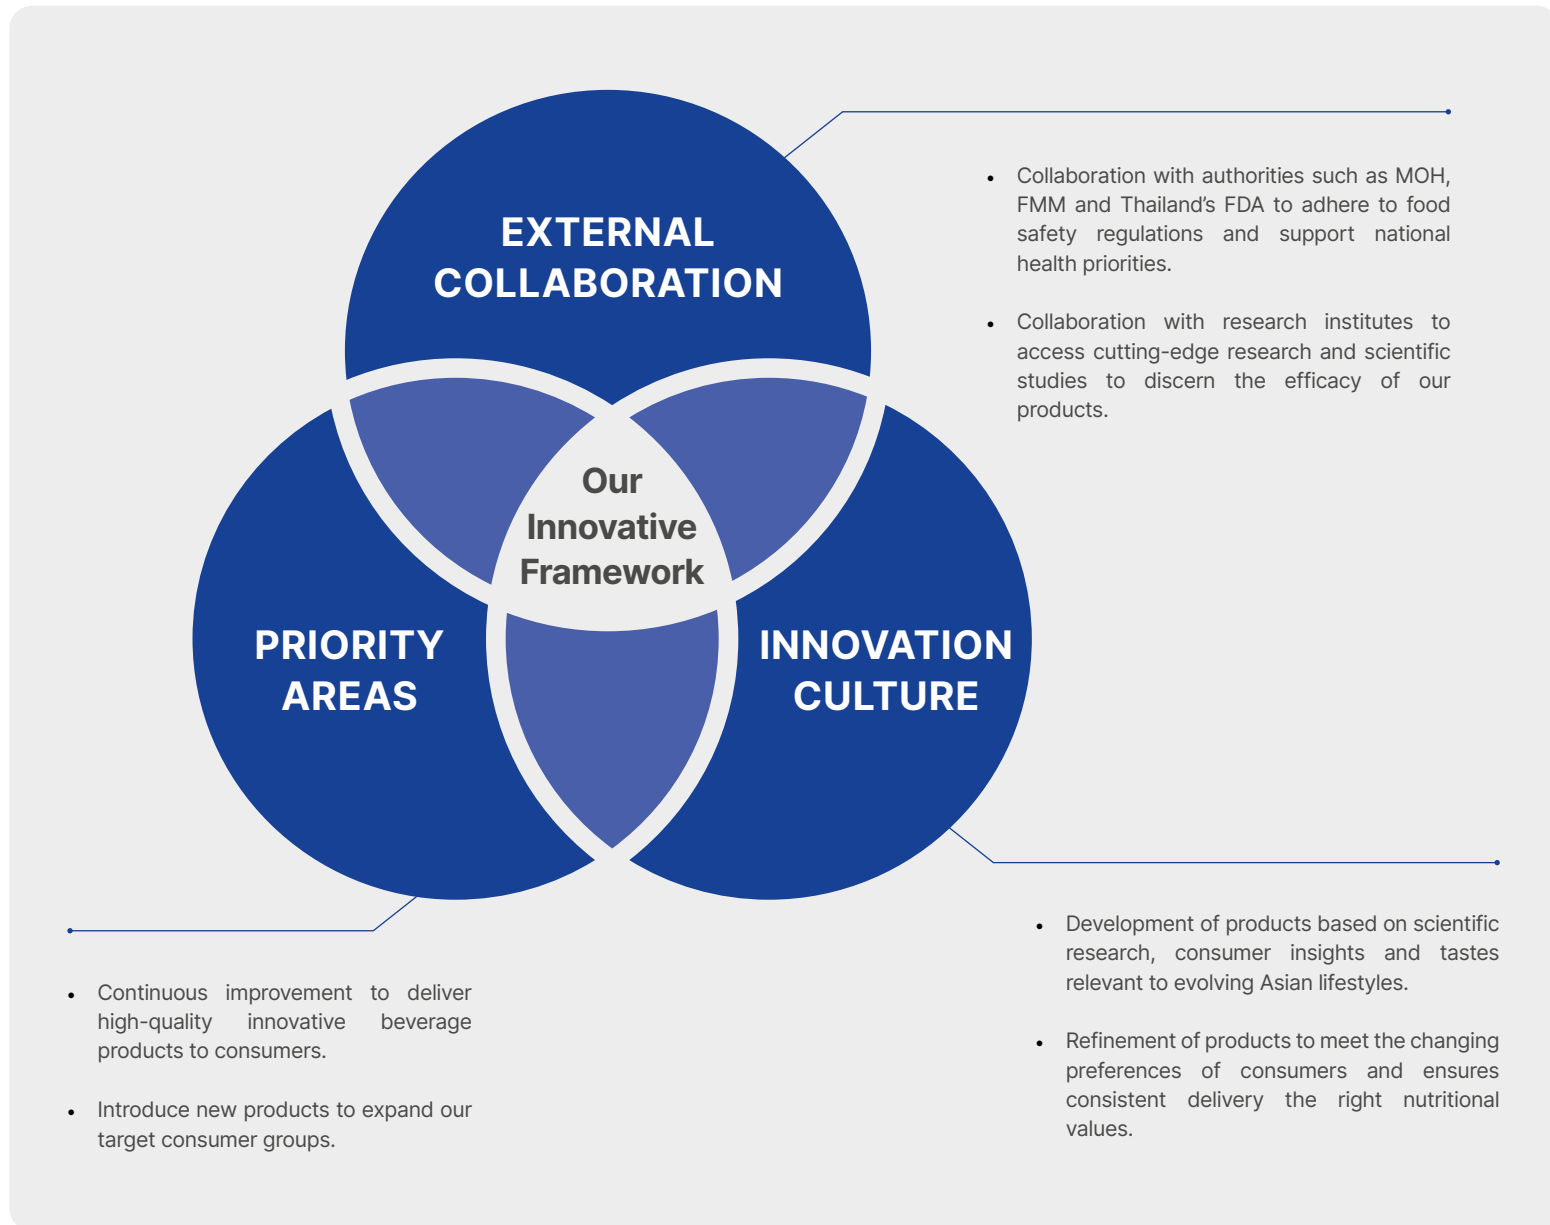 EXTERNAL
COLLABORATION
• Collaboration with authorities such as MOH,
FMM and Thailand’s FDA to adhere to food
safety regulations and support national
health priorities.
• Collaboration with research institutes to
access cutting-edge research and scientific
studies to discern the efficacy of our
products.
Our
Innovative
Framework
PRIORITY
AREAS
INNOVATION
CULTURE
• Continuous improvement to deliver
high-quality innovative beverage
products to consumers.
• Introduce new products to expand our
target consumer groups.
• Development of products based on scientific
research, consumer insights and tastes
relevant to evolving Asian lifestyles.
• Refinement of products to meet the changing
preferences of consumers and ensures
consistent delivery the right nutritional
values.